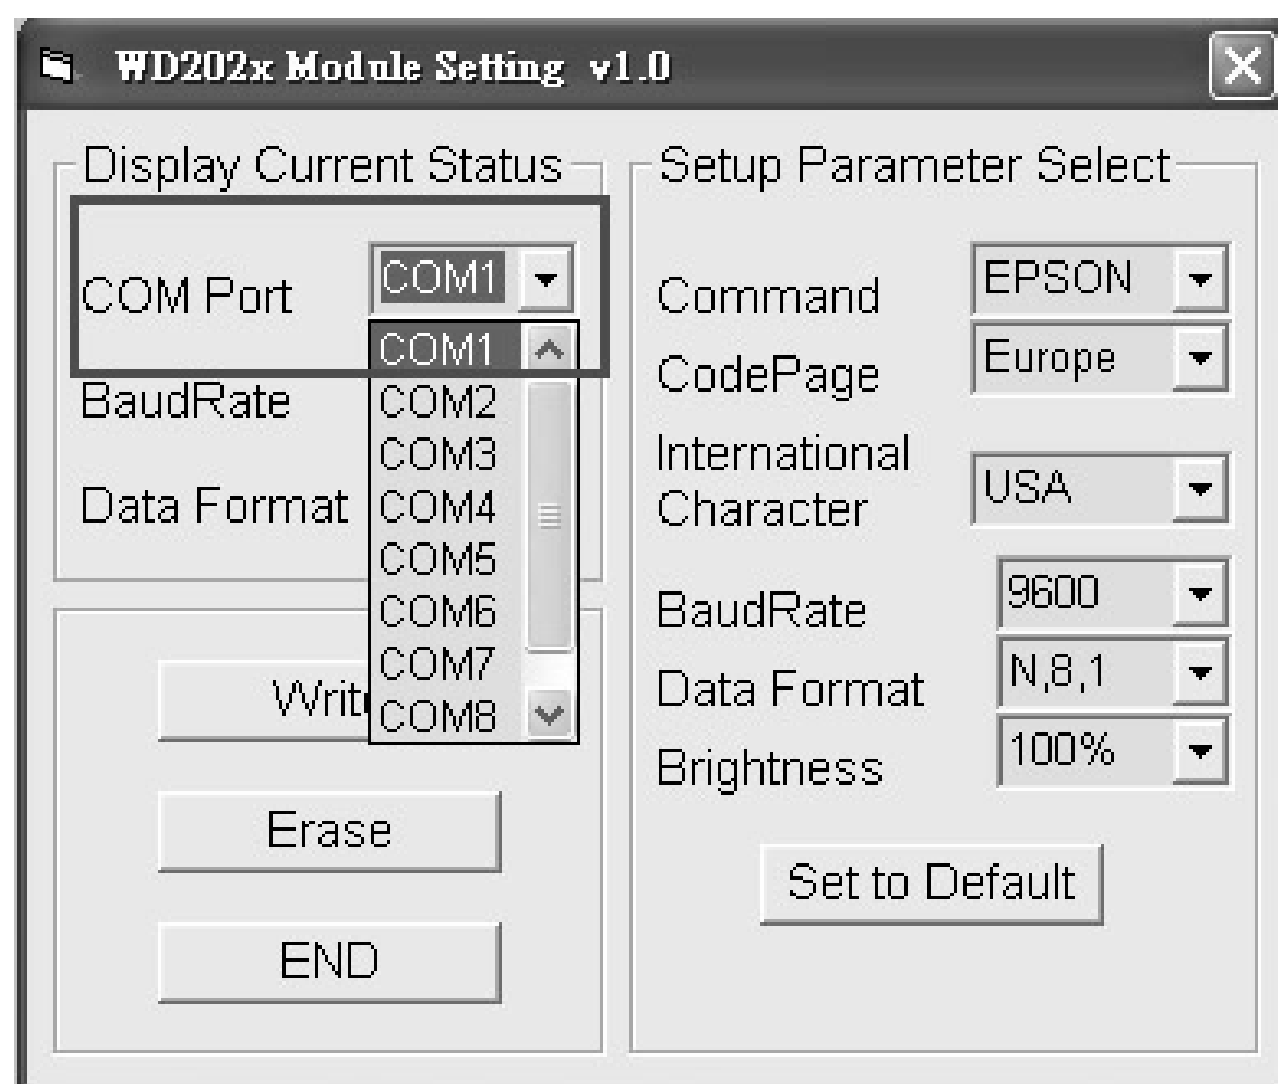 WD202x Module Setting v1.0
Display Current Status
COM Port
COM1
COM1
COM2
COM3
COM4
COM5
COM6
COM7
COM8
BaudRate
Data Format
Erase
END
Setup Parameter Select
Command
EPSON
CodePage
Europe
International
Character
USA
BaudRate
9600
Data Format
N,8,1
Brightness
100%
Set to Default